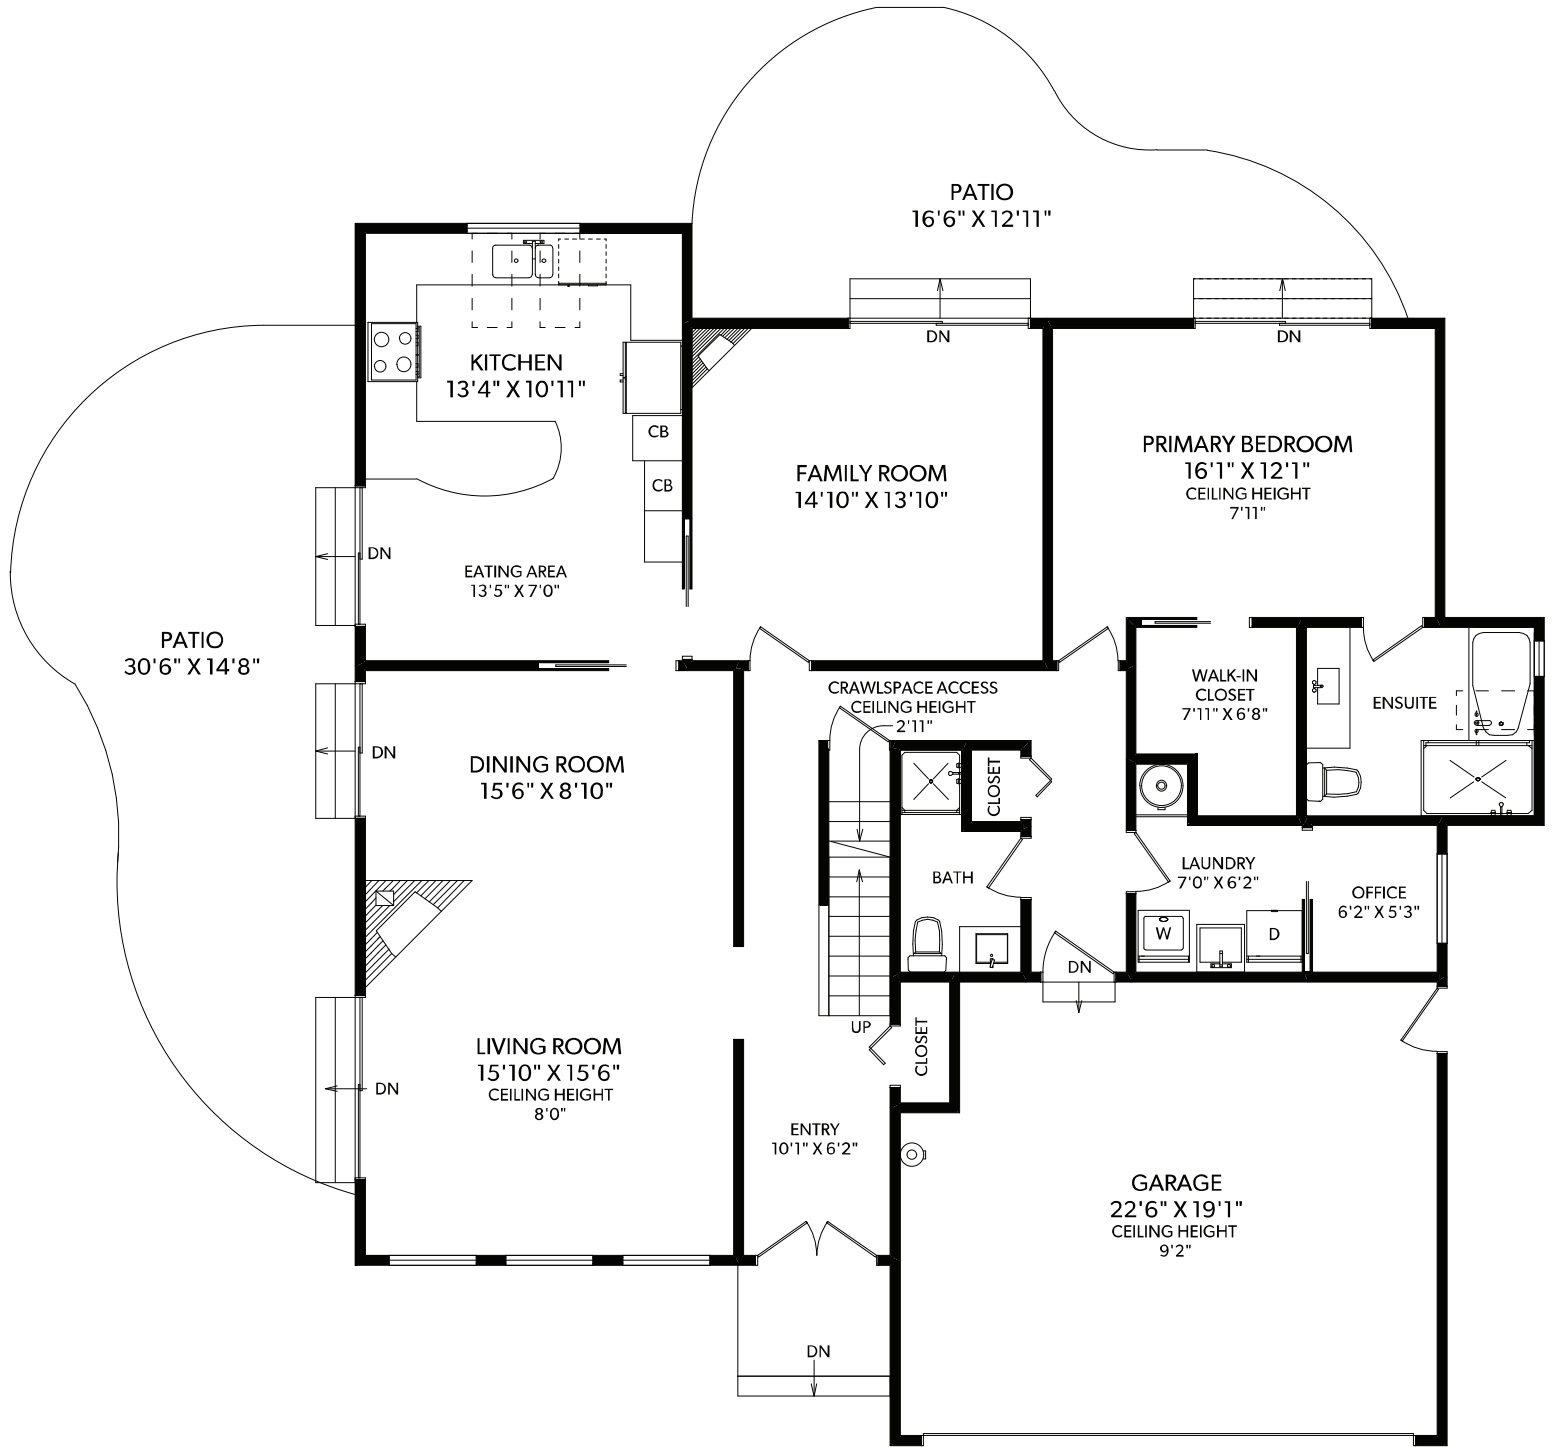 PATIO
16'6" X 12'11"
DN
DN
KITCHEN
13'4" X 10'11"
CB
CB
FAMILY ROOM
14'10" X 13'10"
PRIMARY BEDROOM
16'1" X 12'1"
CEILING HEIGHT
7'11"
DN
EATING AREA
13'5" X 7'0"
PATIO
30'6" X 14'8"
CRAWLSPACE ACCESS
CEILING HEIGHT
2'11"
WALK-IN
CLOSET
7'11" X 6'8"
ENSUITE
DN
DINING ROOM
15'6" X 8'10"
CLOSET
BATH
LAUNDRY
7'0" X 6'2"
OFFICE
6'2" X 5'3"
W
D
DN
UP
CLOSET
LIVING ROOM
15'10" X 15'6"
CEILING HEIGHT
8'0"
DN
ENTRY
10'1" X 6'2"
GARAGE
22'6" X 19'1"
CEILING HEIGHT
9'2"
DN